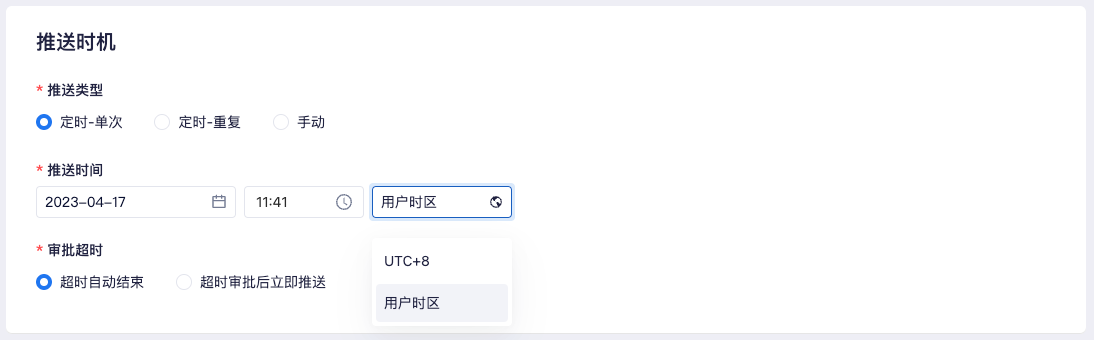 推送时机
* 推送类型
定时-单次 定时-重复 手动
* 推送时间
2023-04-17 11:41 用户时区
* 审批超时
超时自动结束 超时审批后立即推送
UTC+8
用户时区